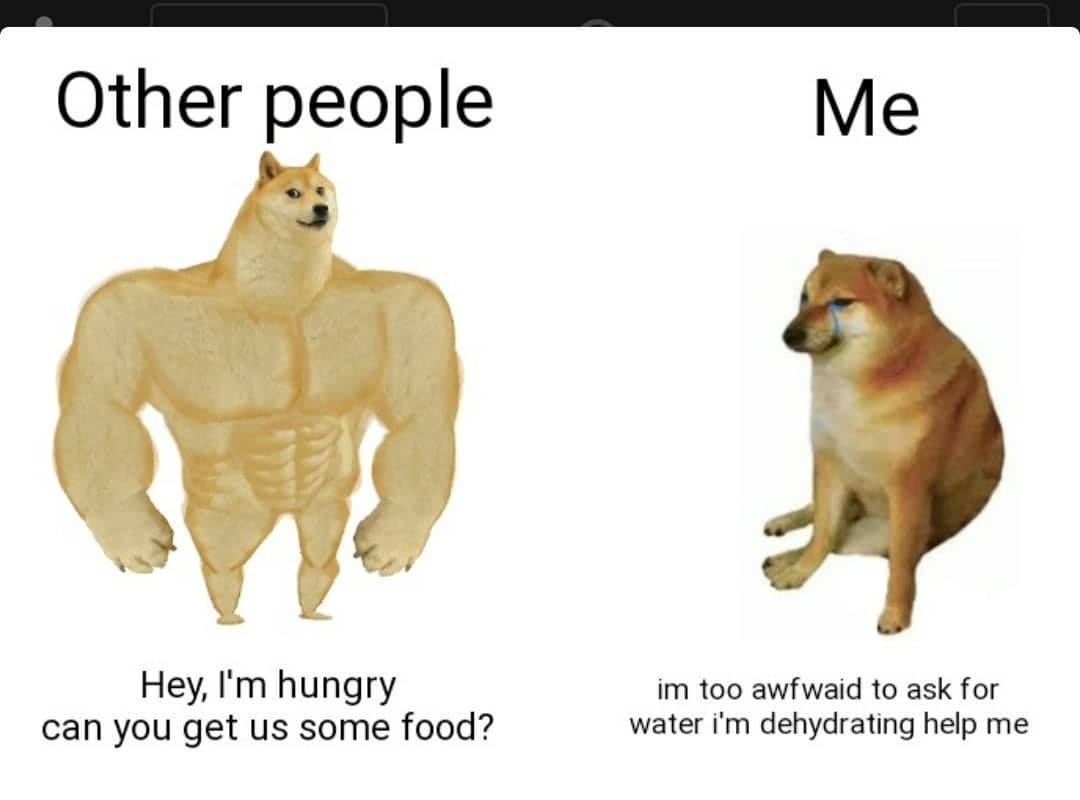 Other people
Me
Hey, I'm hungry
can you get us some food?
im too awfwaid to ask for
water i'm dehydrating help me